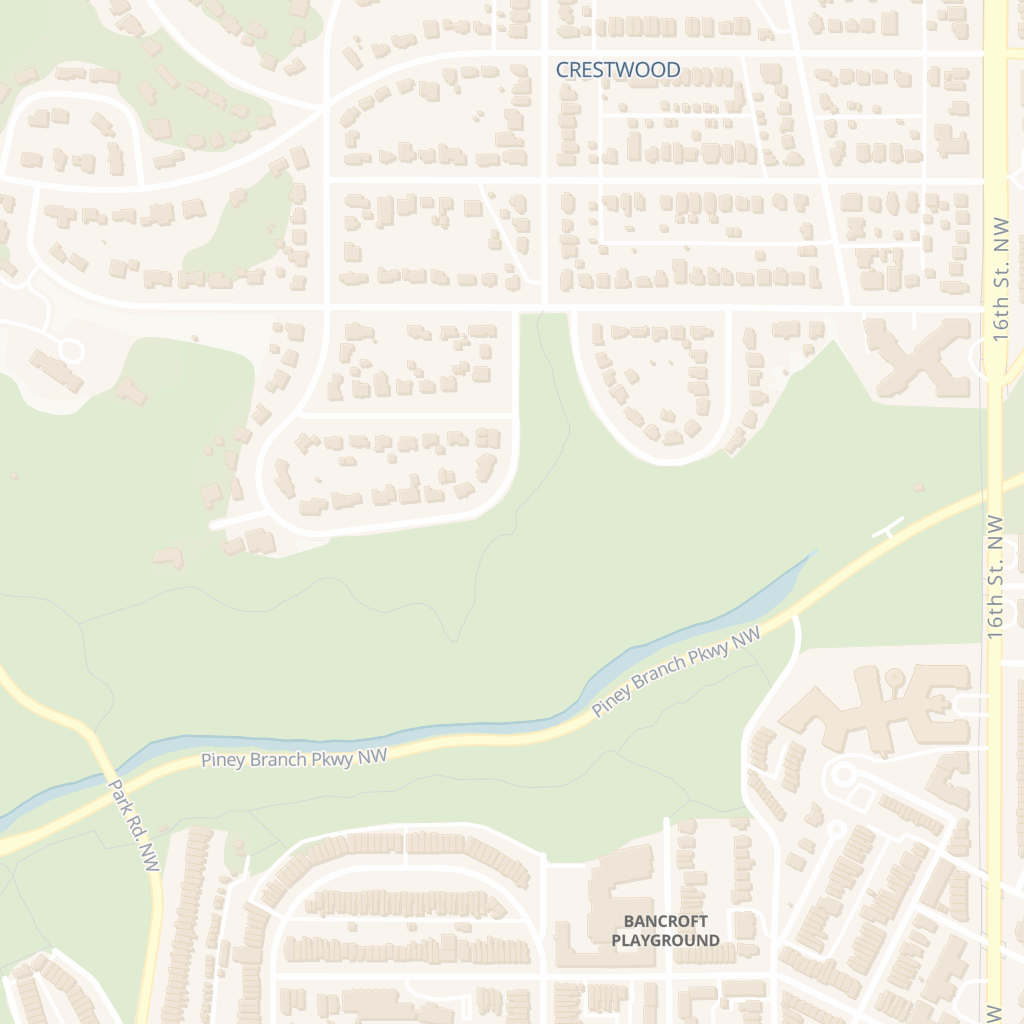 CRESTWOOD
16th St. NW
16th St. NW
Piney Branch Pkwy NW
Piney Branch Pkwy NW
Park Rd. NW
BANCROFT
PLAYGROUND
W